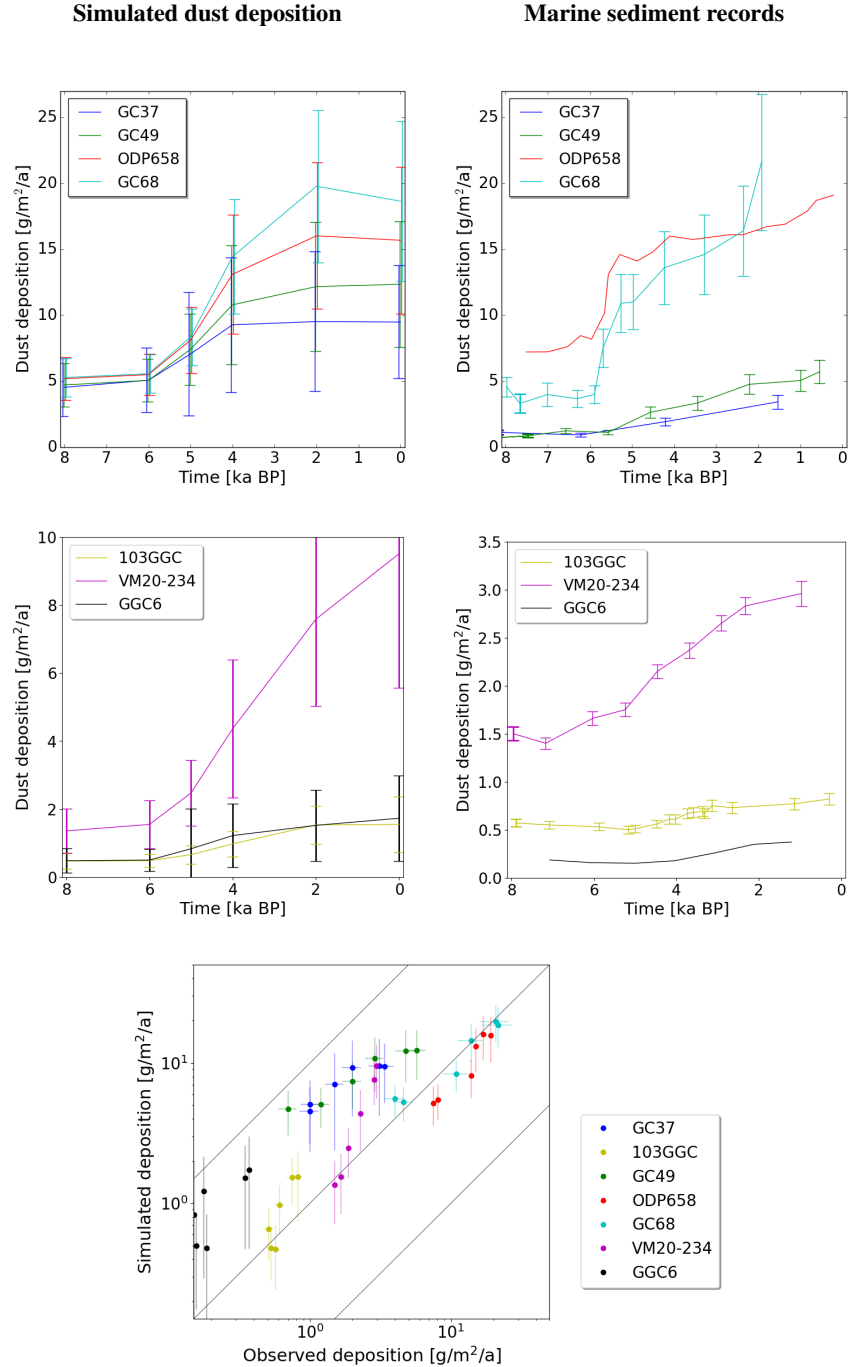 Simulated dust deposition
Marine sediment records
GC37
GC49
ODP658
GC68
25
20
15
10
5
0
8 7 6 5 4 3 2 1 0
Dust deposition [g/m²/a]
Time [ka BP]
GC37
GC49
ODP658
GC68
25
20
15
10
5
0
8 7 6 5 4 3 2 1 0
Dust deposition [g/m²/a]
Time [ka BP]
103GGC
VM20-234
GGC6
10
8
6
4
2
0
8 6 4 2 0
Dust deposition [g/m²/a]
Time [ka BP]
103GGC
VM20-234
GGC6
3.5
3.0
2.5
2.0
1.5
1.0
0.5
0.0
8 6 4 2 0
Dust deposition [g/m²/a]
Time [ka BP]
10¹
10⁰
Simulated deposition [g/m²/a]
10⁰ 10¹
Observed deposition [g/m²/a]
GC37
103GGC
GC49
ODP658
GC68
VM20-234
GGC6